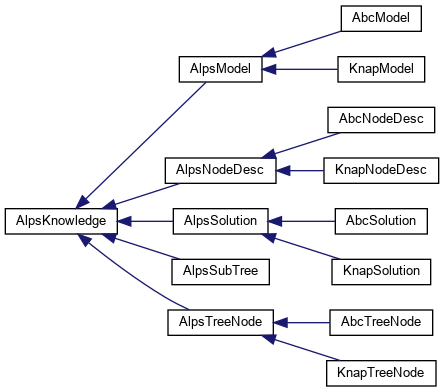 AbcModel
AlpsModel
KnapModel
AbcNodeDesc
AlpsNodeDesc
KnapNodeDesc
AlpsKnowledge
AlpsSolution
AbcSolution
AlpsSubTree
KnapSolution
AlpsTreeNode
AbcTreeNode
KnapTreeNode